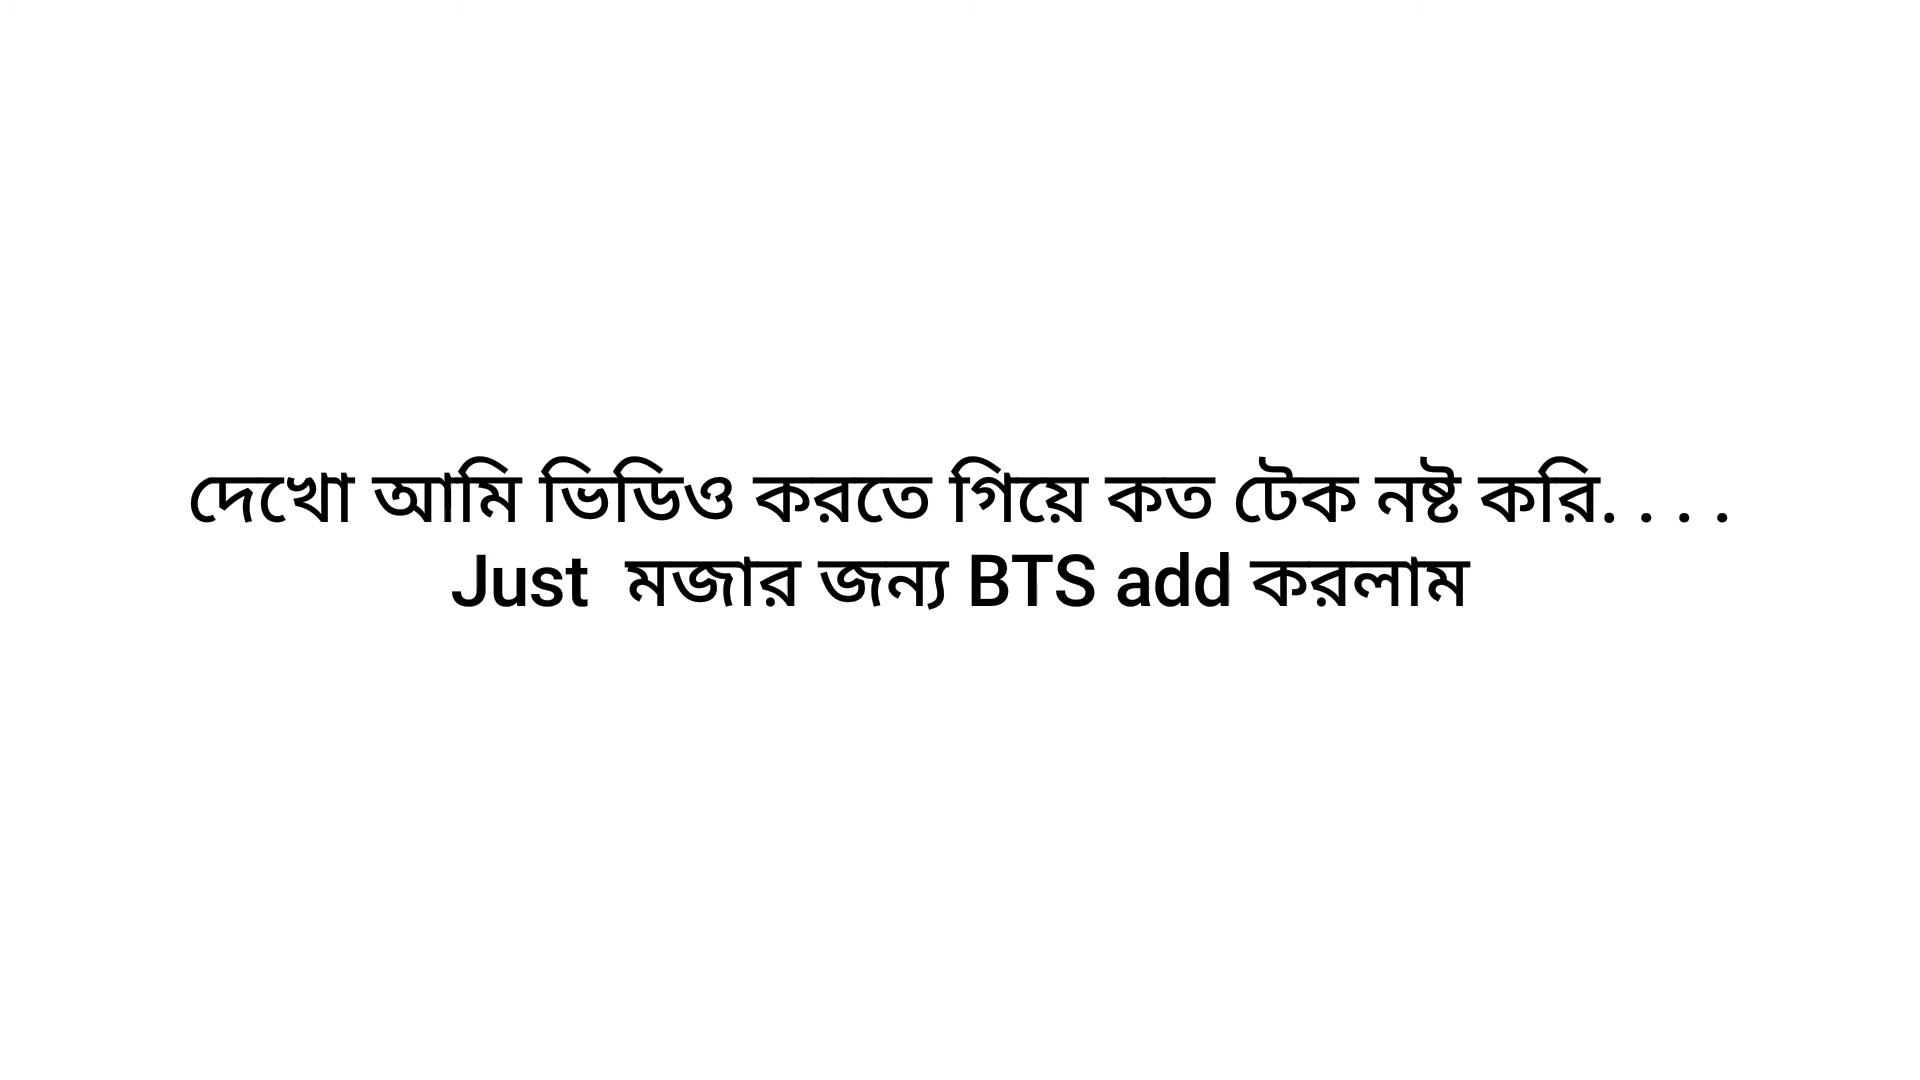 দেখো আমি ভিডিও করতে গিয়ে কত টেক নষ্ট করি. . . .
Just  মজার জন্য BTS add করলাম